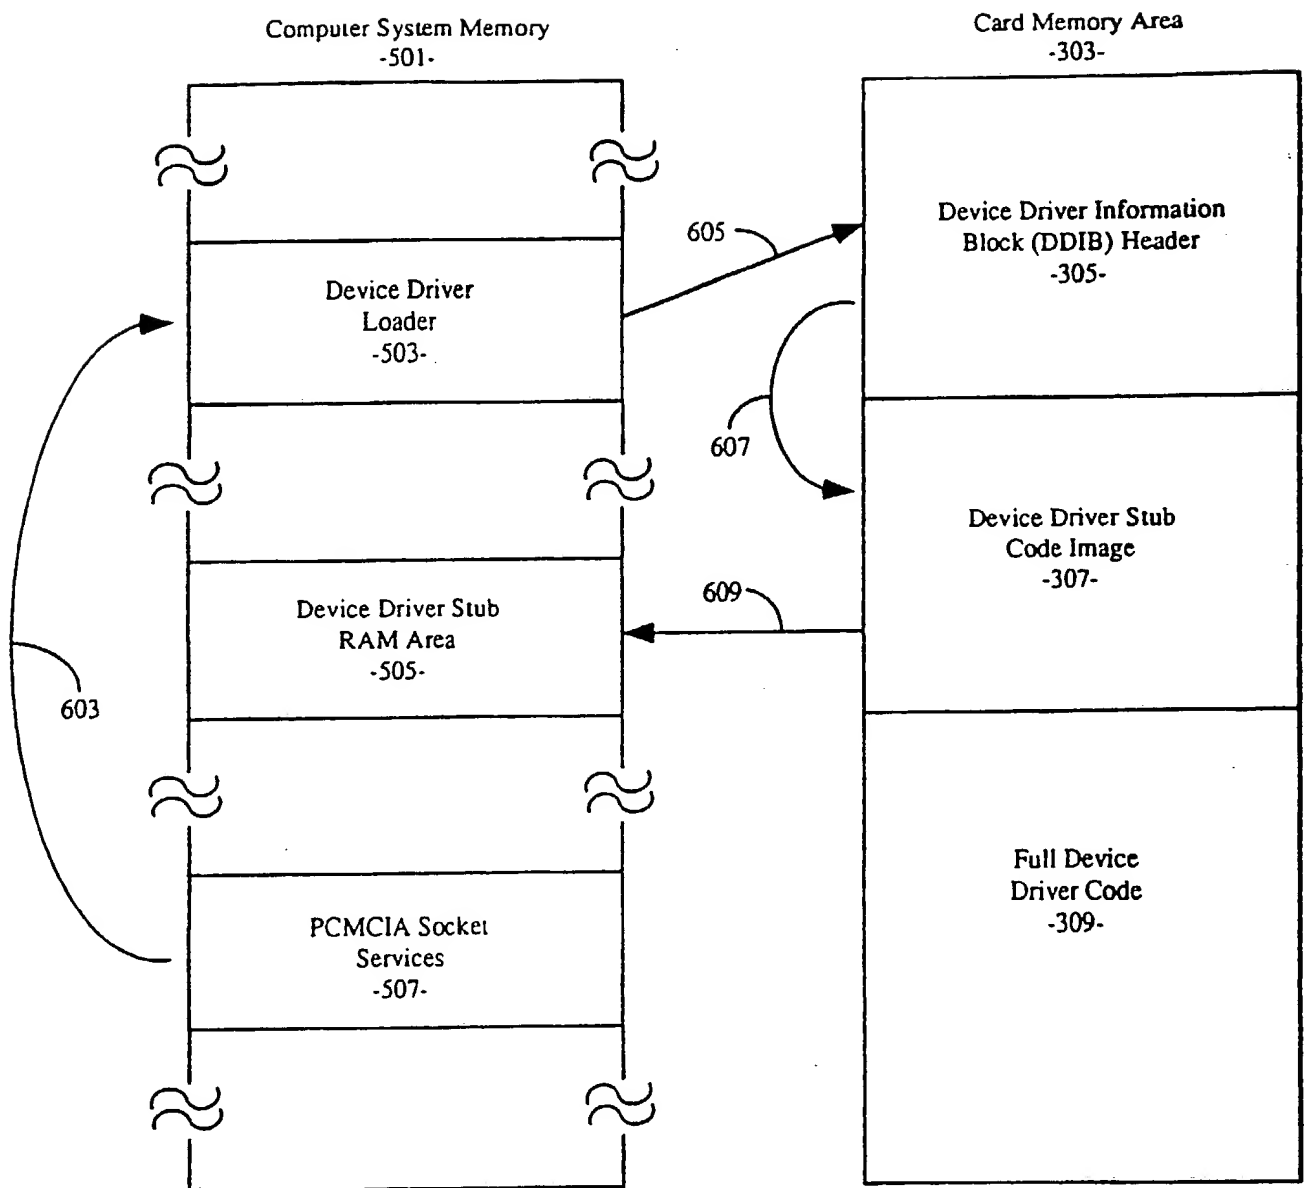 Computer System Memory
-501-
Card Memory Area
-303-
Device Driver Information
Block (DDIB) Header
-305-
605
Device Driver
Loader
-503-
607
Device Driver Stub
Code Image
-307-
609
Device Driver Stub
RAM Area
-505-
603
Full Device
Driver Code
-309-
PCMCIA Socket
Services
-507-